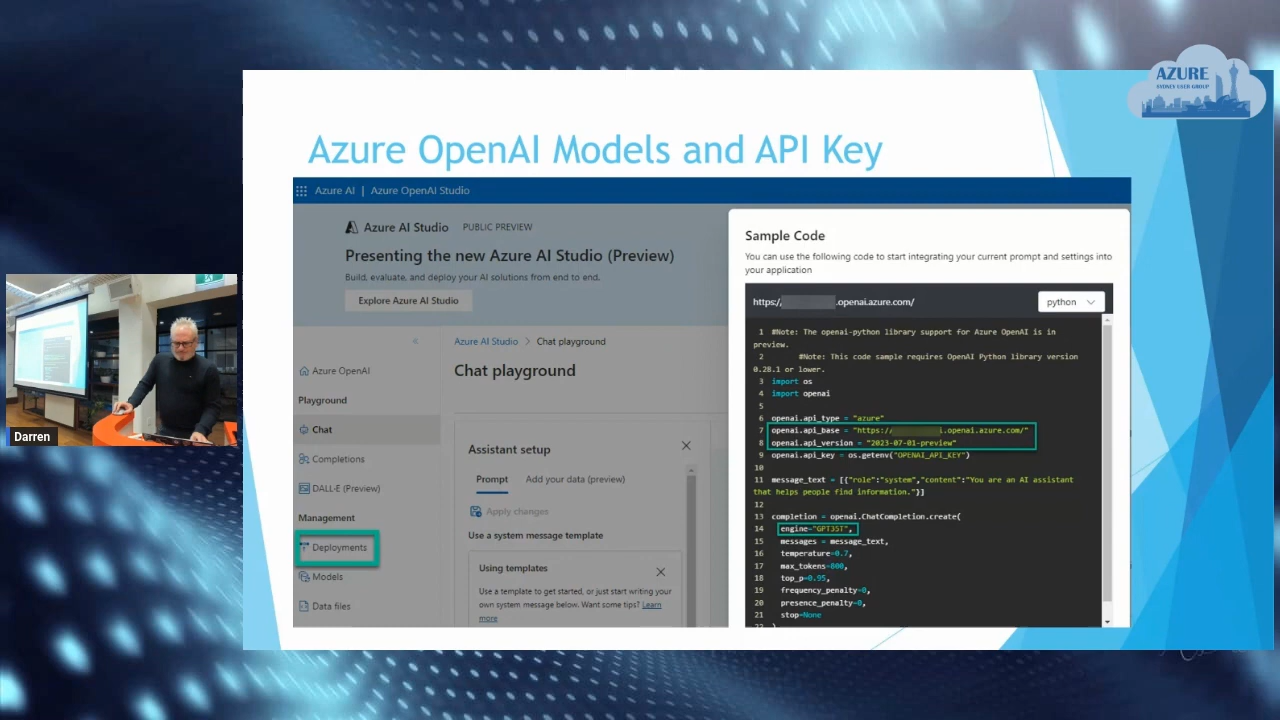 AZURE
SYDNEY USER GROUP
Azure OpenAI Models and API Key
Azure AI | Azure OpenAI Studio
Azure AI Studio PUBLIC PREVIEW
Presenting the new Azure AI Studio (Preview)
Build, evaluate, and deploy your AI solutions from end to end.
Explore Azure AI Studio
Azure OpenAI
Playground
Chat
Completions
DALL·E (Preview)
Management
Deployments
Models
Data files
Azure AI Studio > Chat playground
Chat playground
Assistant setup
Prompt Add your data (preview)
Apply changes
Use a system message template
Using templates
Use a template to get started, or just start writing your
own system message below. Want some tips? Learn
more
Sample Code
You can use the following code to start integrating your current prompt and settings into
your application
https:/ .openai.azure.com/ python
1 #Note: The openai-python library support for Azure OpenAI is in
preview.
2 #Note: This code sample requires OpenAI Python library version
0.28.1 or lower.
3 import os
4 import openai
5
6 openai.api_type = "azure"
7 openai.api_base = "https:// .openai.azure.com/"
8 openai.api_version = "2023-07-01-preview"
9 openai.api_key = os.getenv("OPENAI_API_KEY")
10
11 message_text = [{"role":"system","content":"You are an AI assistant
that helps people find information."}]
12
13 completion = openai.ChatCompletion.create(
14 engine="GPT35T",
15 messages = message_text,
16 temperature=0.7,
17 max_tokens=800,
18 top_p=0.95,
19 frequency_penalty=0,
20 presence_penalty=0,
21 stop=None
22 )
Darren